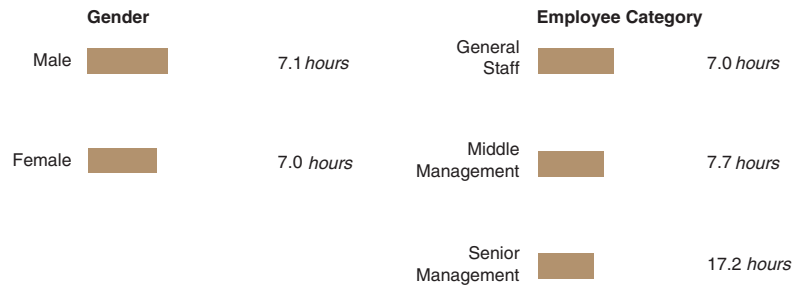 Gender
Male
7.1 hours
Female
7.0 hours
Employee Category
General
Staff
7.0 hours
Middle
Management
7.7 hours
Senior
Management
17.2 hours